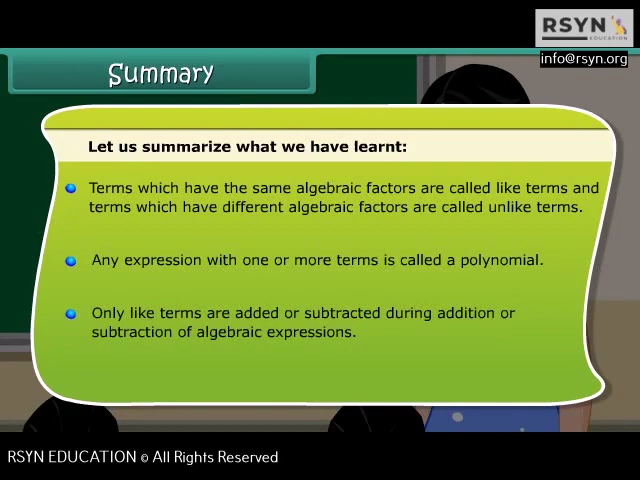 RSYN
EDUCATION
info@rsyn.org
Summary
Let us summarize what we have learnt:
Terms which have the same algebraic factors are called like terms and
terms which have different algebraic factors are called unlike terms.
Any expression with one or more terms is called a polynomial.
Only like terms are added or subtracted during addition or
subtraction of algebraic expressions.
RSYN EDUCATION © All Rights Reserved